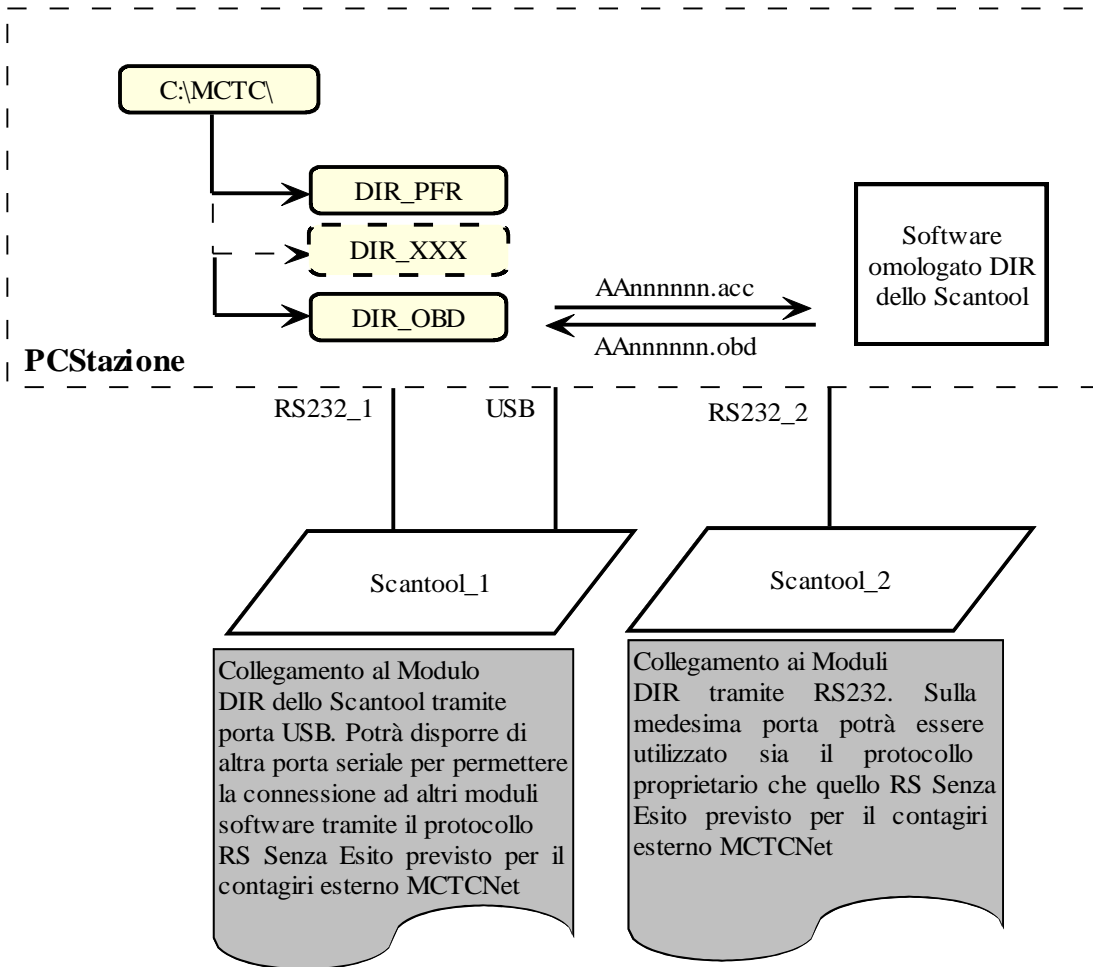 C:\MCTC\
DIR_PFR
DIR_XXX
DIR_OBD
AAnnnnnn.acc
AAnnnnnn.obd
Software
omologato DIR
dello Scantool
PCStazione
RS232_1
USB
RS232_2
Scantool_1
Scantool_2
Collegamento al Modulo
DIR dello Scantool tramite
porta USB. Potrà disporre di
altra porta seriale per permettere
la connessione ad altri moduli
software tramite il protocollo
RS Senza Esito previsto per il
contagiri esterno MCTCNet
Collegamento ai Moduli
DIR tramite RS232. Sulla
medesima porta potrà essere
utilizzato sia il protocollo
proprietario che quello RS Senza
Esito previsto per il contagiri
esterno MCTCNet